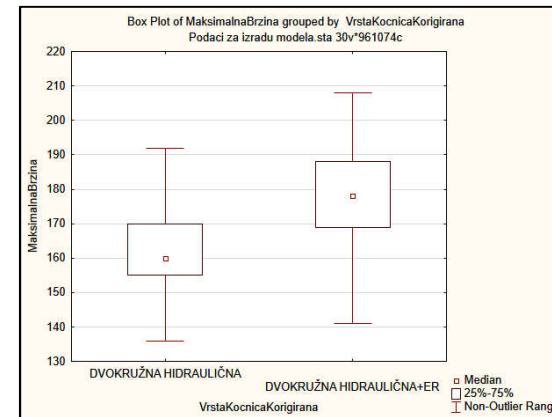 Box Plot of MaksimalnaBrzina grouped by VrstaKocnicaKorigirana
Podaci za izradu modela.sta 30v*961074c
220
210
200
190
180
170
160
150
140
130
MaksimalnaBrzina
DVOKRUŽNA HIDRAULIČNA
DVOKRUŽNA HIDRAULIČNA+ER
VrstaKocnicaKorigirana
Median
25%-75%
Non-Outlier Rang